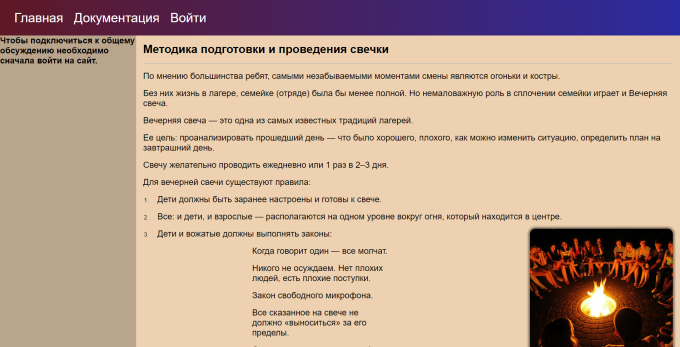 Главная Документация Войти
Чтобы подключиться к общему
обсуждению необходимо
сначала войти на сайт.
Методика подготовки и проведения свечки
По мнению большинства ребят, самыми незабываемыми моментами смены являются огоньки и костры.
Без них жизнь в лагере, семейке (отряде) была бы менее полной. Но немаловажную роль в сплочении семейки играет и Вечерняя
свеча.
Вечерняя свеча — это одна из самых известных традиций лагерей.
Ее цель: проанализировать прошедший день — что было хорошего, плохого, как можно изменить ситуацию, определить план на
завтрашний день.
Свечу желательно проводить ежедневно или 1 раз в 2–3 дня.
Для вечерней свечи существуют правила:
1. Дети должны быть заранее настроены и готовы к свече.
2. Все: и дети, и взрослые — располагаются на одном уровне вокруг огня, который находится в центре.
3. Дети и вожатые должны выполнять законы:
Когда говорит один — все молчат.
Никого не осуждаем. Нет плохих
людей, есть плохие поступки.
Закон свободного микрофона.
Все сказанное на свече не
должно «выноситься» за его
пределы.